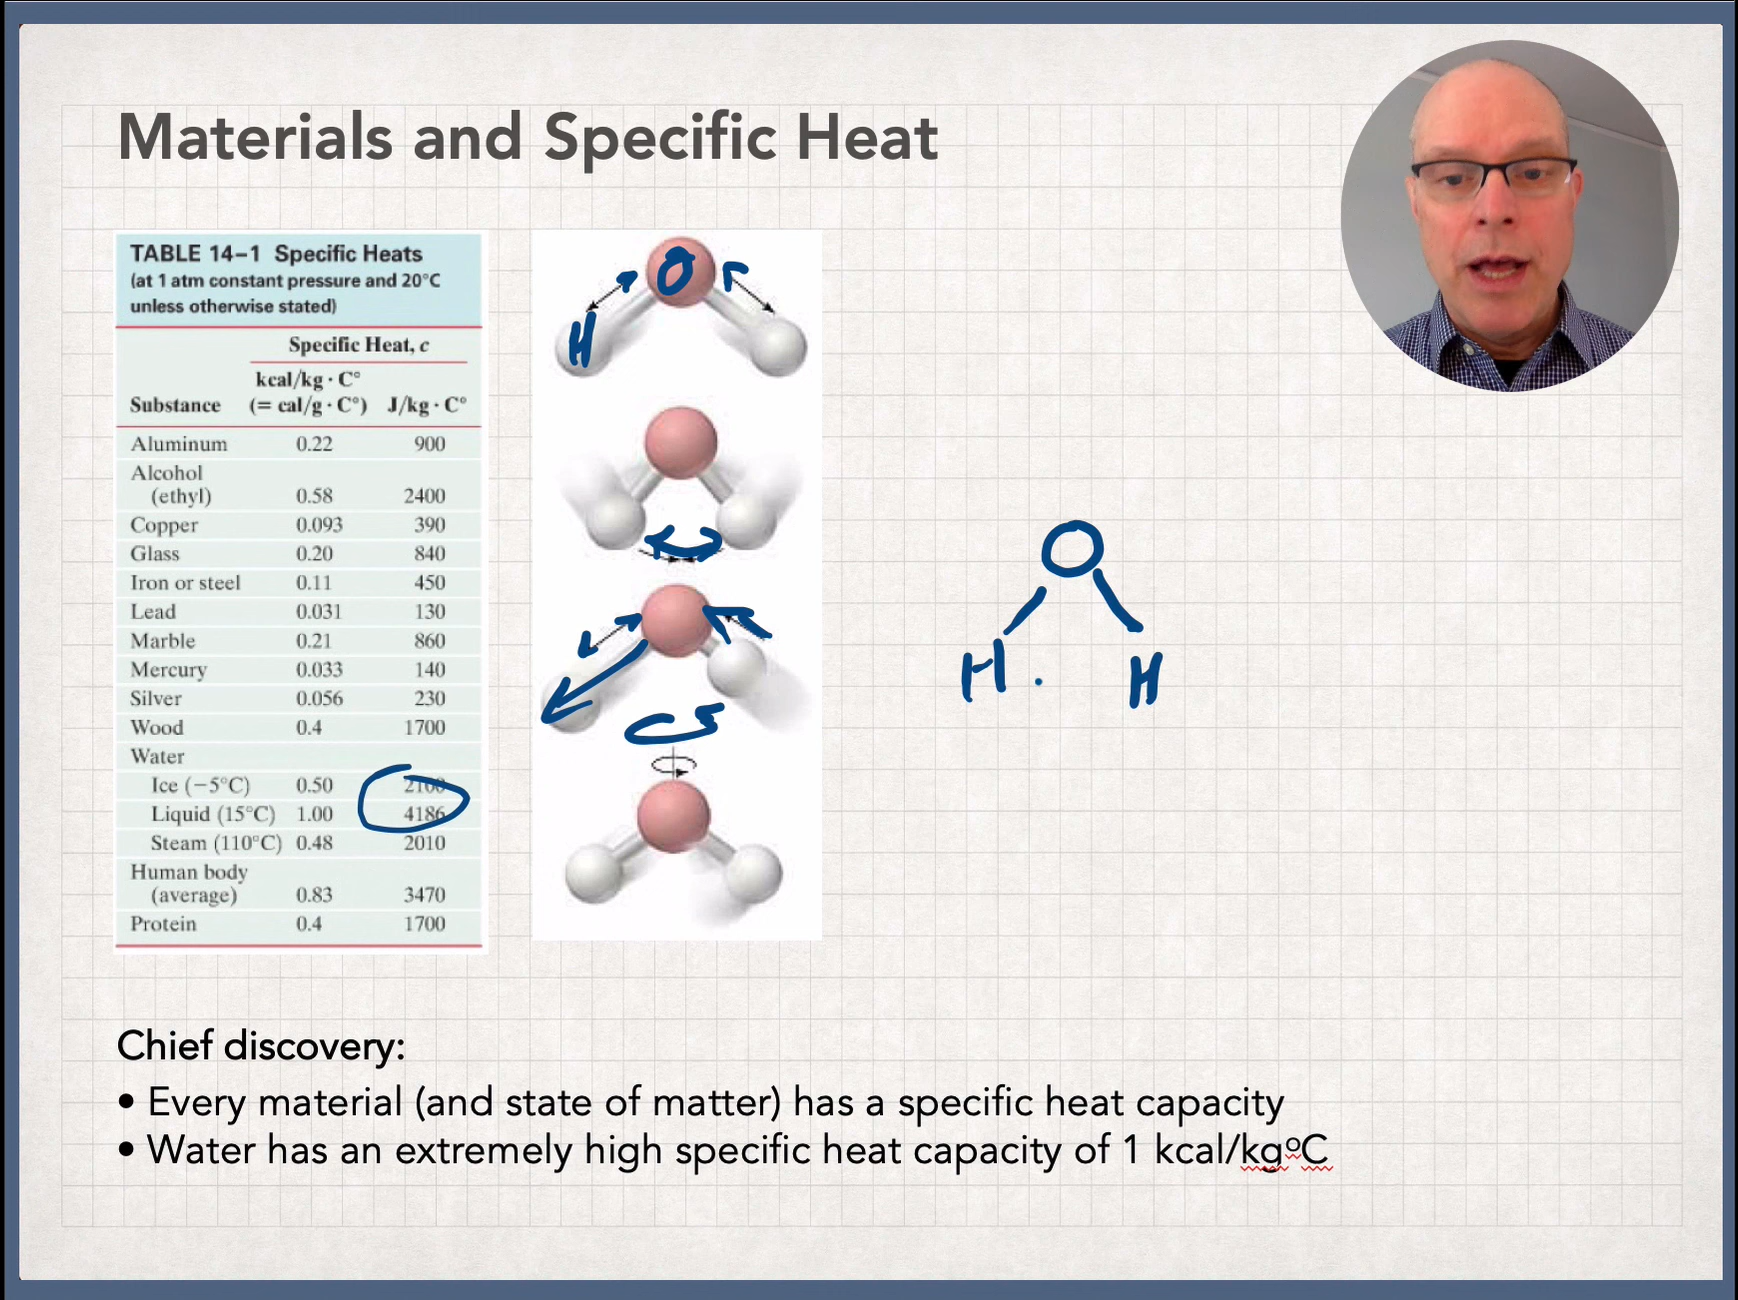 Materials and Specific Heat
TABLE 14–1 Specific Heats
(at 1 atm constant pressure and 20°C
unless otherwise stated)
Specific Heat, c
kcal/kg · C°
Substance (= cal/g · C°) J/kg · C°
Aluminum 0.22 900
Alcohol
(ethyl) 0.58 2400
Copper 0.093 390
Glass 0.20 840
Iron or steel 0.11 450
Lead 0.031 130
Marble 0.21 860
Mercury 0.033 140
Silver 0.056 230
Wood 0.4 1700
Water
Ice (−5°C) 0.50 2100
Liquid (15°C) 1.00 4186
Steam (110°C) 0.48 2010
Human body
(average) 0.83 3470
Protein 0.4 1700
O
H
O
H H
Chief discovery:
• Every material (and state of matter) has a specific heat capacity
• Water has an extremely high specific heat capacity of 1 kcal/kgºC